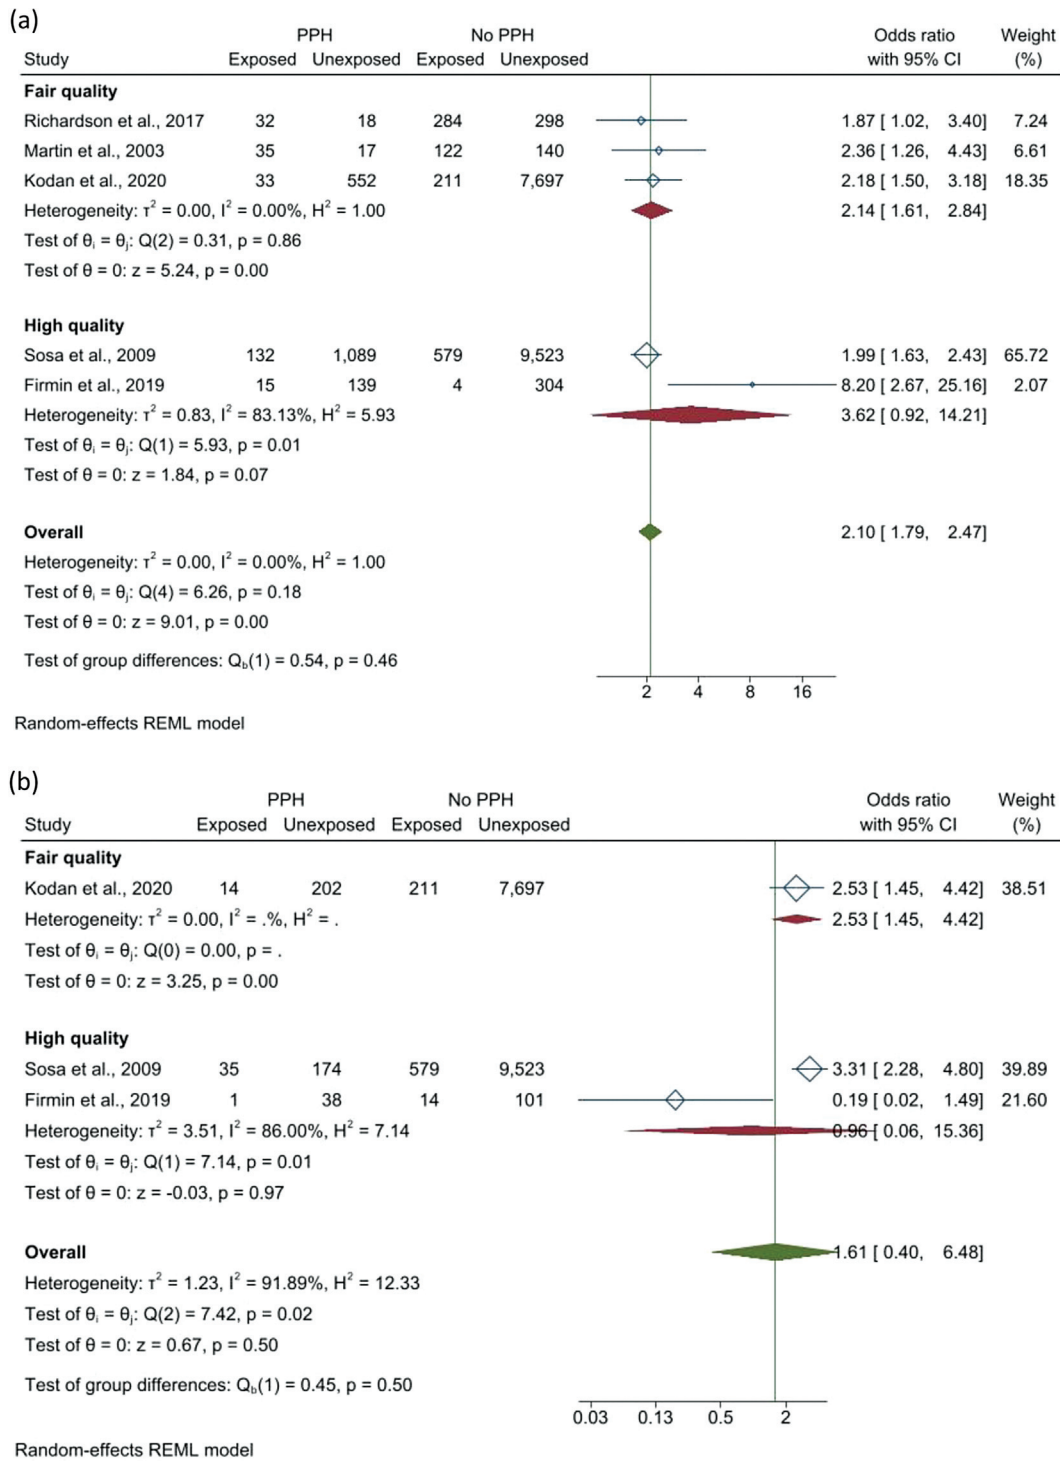 (a)
PPH No PPH Odds ratio Weight
Study Exposed Unexposed Exposed Unexposed with 95% CI (%)
Fair quality
Richardson et al., 2017 32 18 284 298 1.87 [ 1.02, 3.40] 7.24
Martin et al., 2003 35 17 122 140 2.36 [ 1.26, 4.43] 6.61
Kodan et al., 2020 33 552 211 7,697 2.18 [ 1.50, 3.18] 18.35
Heterogeneity: τ² = 0.00, I² = 0.00%, H² = 1.00 2.14 [ 1.61, 2.84]
Test of θᵢ = θⱼ: Q(2) = 0.31, p = 0.86
Test of θ = 0: z = 5.24, p = 0.00
High quality
Sosa et al., 2009 132 1,089 579 9,523 1.99 [ 1.63, 2.43] 65.72
Firmin et al., 2019 15 139 4 304 8.20 [ 2.67, 25.16] 2.07
Heterogeneity: τ² = 0.83, I² = 83.13%, H² = 5.93 3.62 [ 0.92, 14.21]
Test of θᵢ = θⱼ: Q(1) = 5.93, p = 0.01
Test of θ = 0: z = 1.84, p = 0.07
Overall 2.10 [ 1.79, 2.47]
Heterogeneity: τ² = 0.00, I² = 0.00%, H² = 1.00
Test of θᵢ = θⱼ: Q(4) = 6.26, p = 0.18
Test of θ = 0: z = 9.01, p = 0.00
Test of group differences: Q_b(1) = 0.54, p = 0.46
2 4 8 16
Random-effects REML model
(b)
PPH No PPH Odds ratio Weight
Study Exposed Unexposed Exposed Unexposed with 95% CI (%)
Fair quality
Kodan et al., 2020 14 202 211 7,697 2.53 [ 1.45, 4.42] 38.51
Heterogeneity: τ² = 0.00, I² = .%, H² = . 2.53 [ 1.45, 4.42]
Test of θᵢ = θⱼ: Q(0) = 0.00, p = .
Test of θ = 0: z = 3.25, p = 0.00
High quality
Sosa et al., 2009 35 174 579 9,523 3.31 [ 2.28, 4.80] 39.89
Firmin et al., 2019 1 38 14 101 0.19 [ 0.02, 1.49] 21.60
Heterogeneity: τ² = 3.51, I² = 86.00%, H² = 7.14 0.96 [ 0.06, 15.36]
Test of θᵢ = θⱼ: Q(1) = 7.14, p = 0.01
Test of θ = 0: z = -0.03, p = 0.97
Overall 1.61 [ 0.40, 6.48]
Heterogeneity: τ² = 1.23, I² = 91.89%, H² = 12.33
Test of θᵢ = θⱼ: Q(2) = 7.42, p = 0.02
Test of θ = 0: z = 0.67, p = 0.50
Test of group differences: Q_b(1) = 0.45, p = 0.50
0.03 0.13 0.5 2
Random-effects REML model